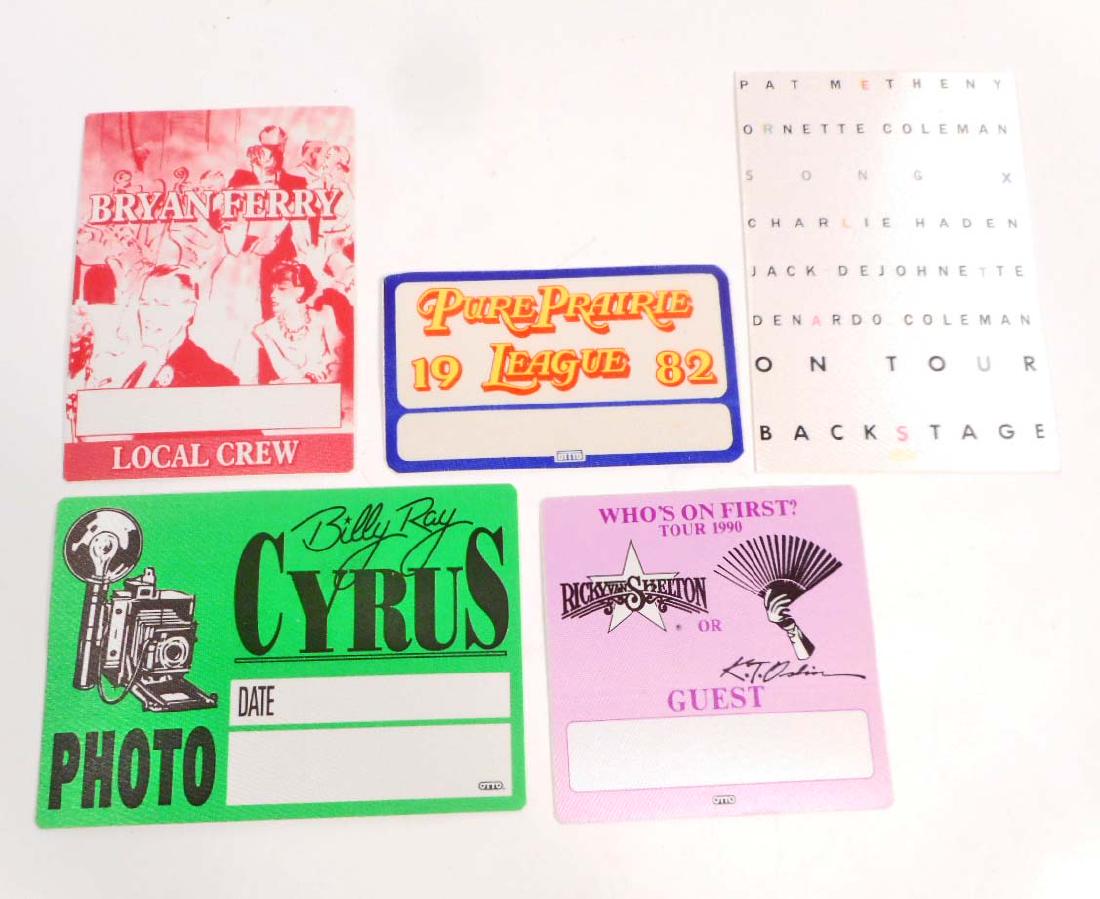 BRYAN FERRY
LOCAL CREW
PURE PRAIRIE
19 LEAGUE 82
OTTO
PAT METHENY
ORNETTE COLEMAN
SONG X
CHARLIE HADEN
JACK DEJOHNETTE
DENARDO COLEMAN
ON TOUR
BACKSTAGE
Billy Ray
CYRUS
DATE
PHOTO
OTTO
WHO'S ON FIRST?
TOUR 1990
RICKY VAN SHELTON
®
OR
K.T. Oslin
GUEST
OTTO